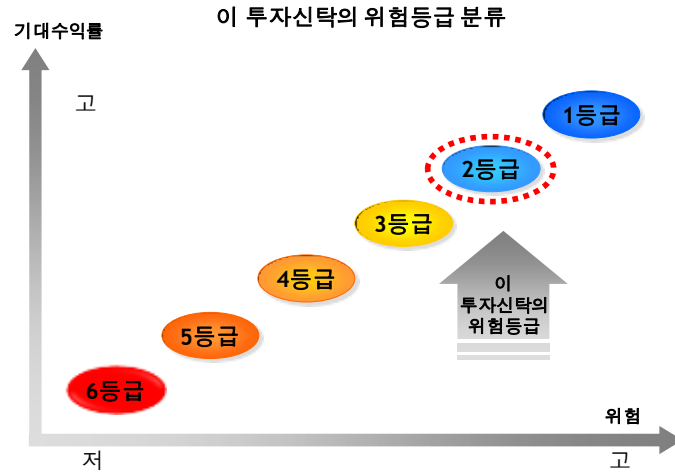 이 투자신탁의 위험등급 분류
기대수익률
고
1등급
2등급
3등급
4등급
이
투자신탁의
위험등급
5등급
6등급
위험
저
고